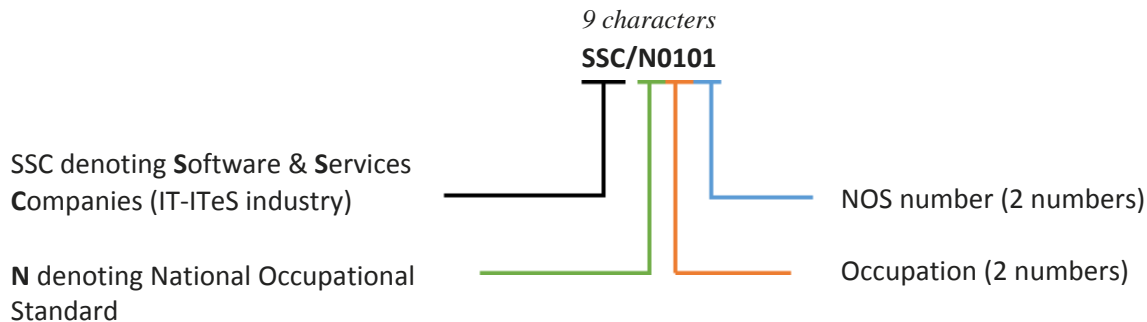 9 characters
SSC/N0101
SSC denoting Software & Services
Companies (IT-ITeS industry)
NOS number (2 numbers)
N denoting National Occupational
Standard
Occupation (2 numbers)